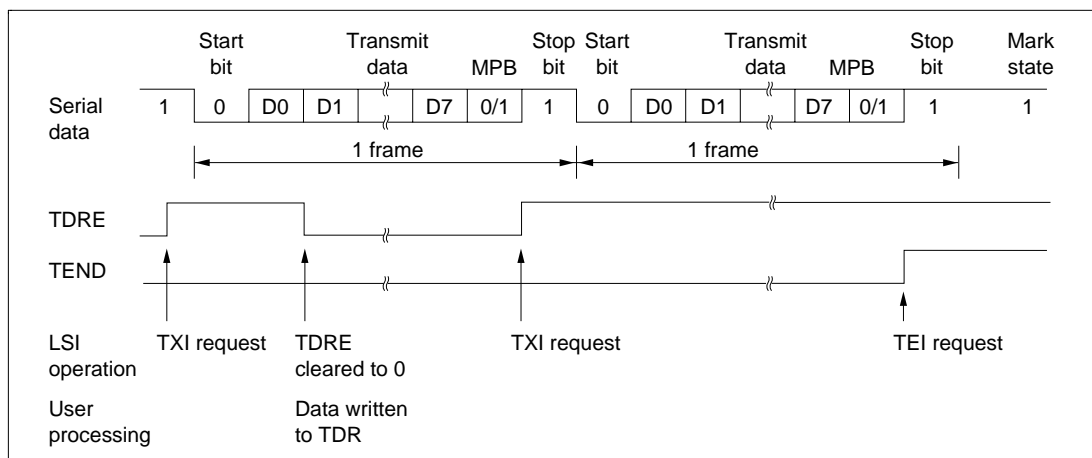 Start Transmit Stop Start Transmit Stop Mark
bit data MPB bit bit data MPB bit state
Serial
data
1 0 D0 D1 D7 0/1 1 0 D0 D1 D7 0/1 1 1
1 frame 1 frame
TDRE
TEND
LSI
operation
TXI request
TDRE
cleared to 0
TXI request
TEI request
User
processing
Data written
to TDR